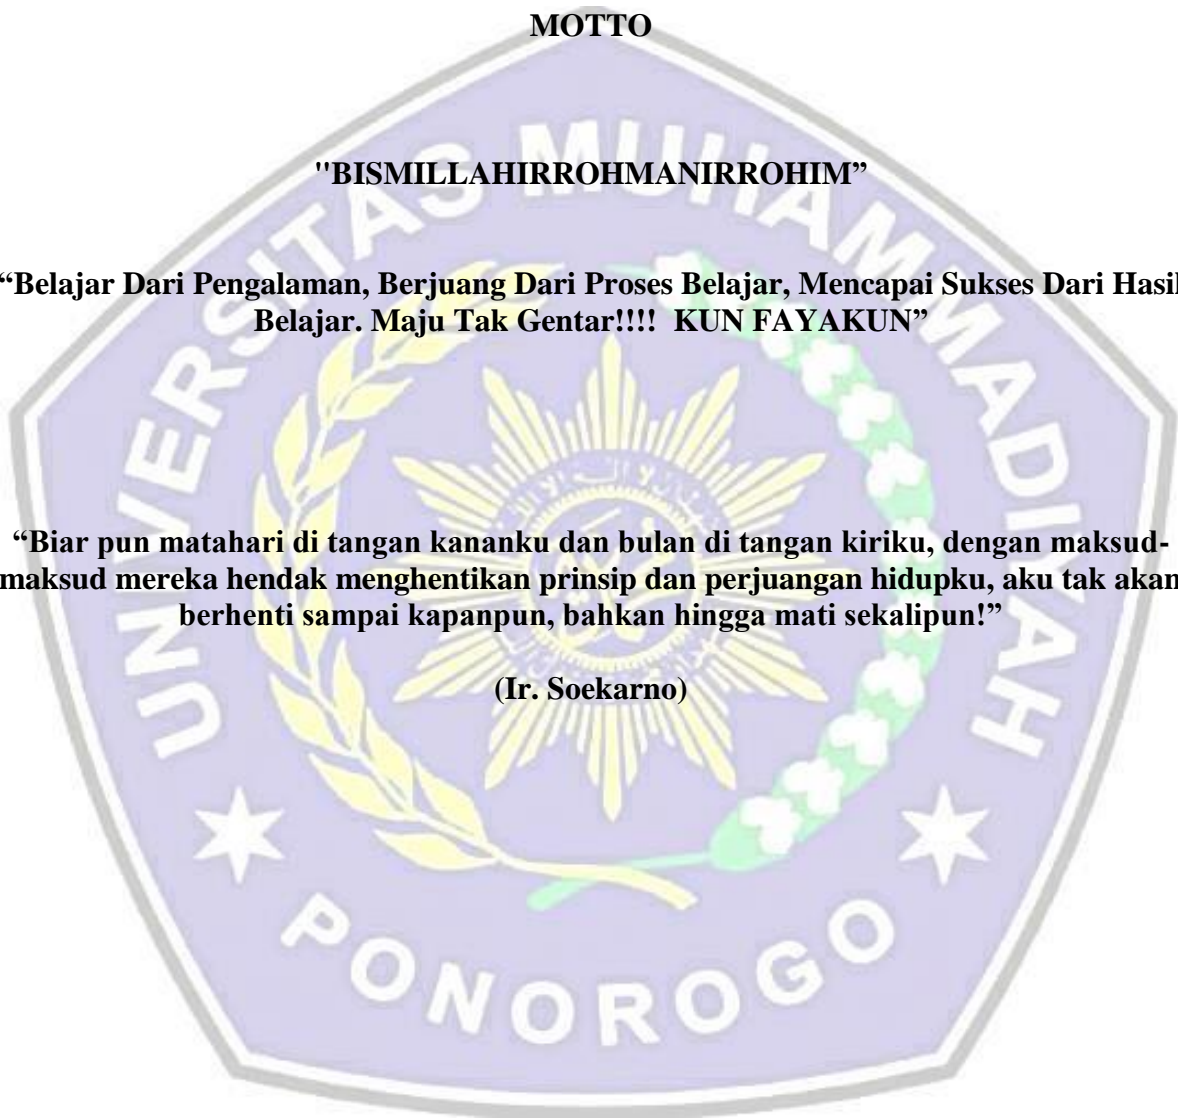 MOTTO
"BISMILLAHIRROHMANIRROHIM”
“Belajar Dari Pengalaman, Berjuang Dari Proses Belajar, Mencapai Sukses Dari Hasil
Belajar. Maju Tak Gentar!!!! KUN FAYAKUN”
“Biar pun matahari di tangan kananku dan bulan di tangan kiriku, dengan maksud-
maksud mereka hendak menghentikan prinsip dan perjuangan hidupku, aku tak akan
berhenti sampai kapanpun, bahkan hingga mati sekalipun!”
(Ir. Soekarno)
UNIVERSITAS MUHAMMADIYAH
PONOROGO